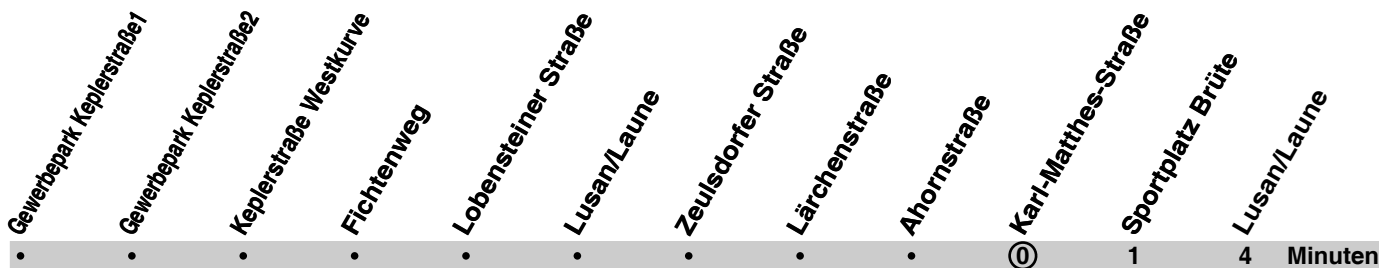 Gewerbepark Keplerstraße1
Gewerbepark Keplerstraße2
Keplerstraße Westkurve
Fichtenweg
Lobensteiner Straße
Lusan/Laune
Zeulsdorfer Straße
Lärchenstraße
Ahornstraße
Karl-Matthes-Straße
Sportplatz Brüte
Lusan/Laune
• • • • • • • • • 0 1 4 Minuten